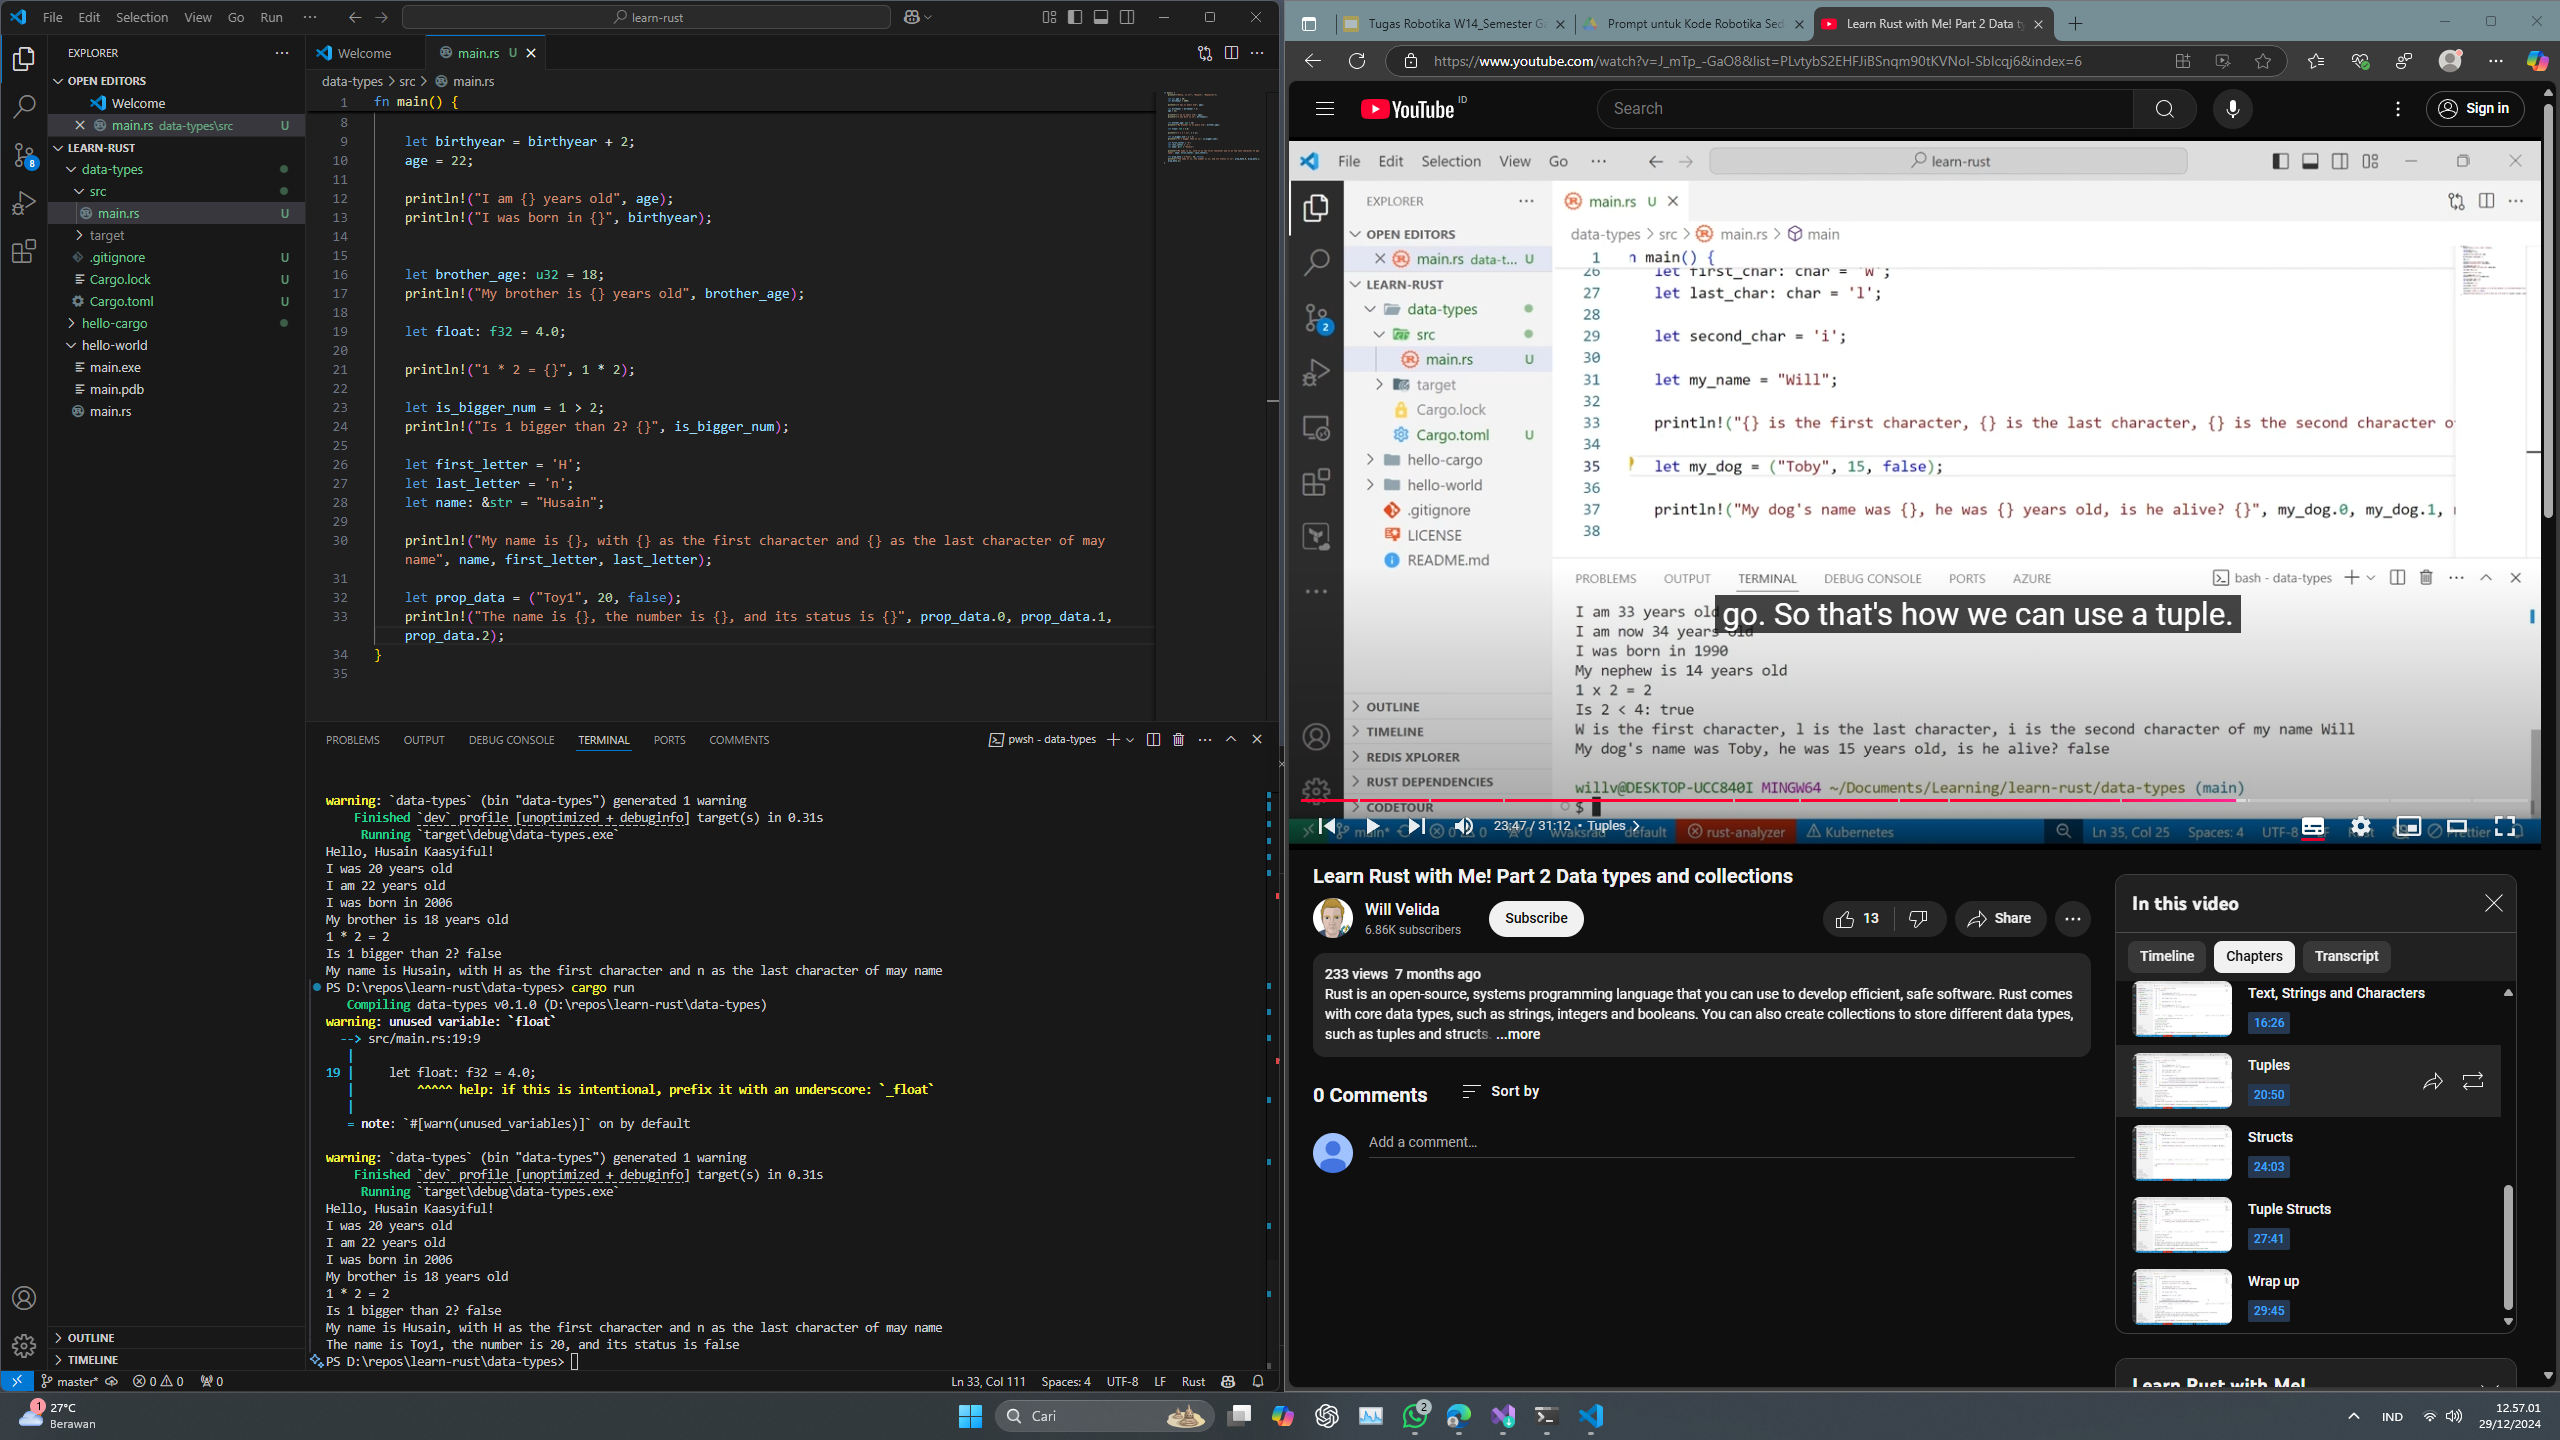 File Edit Selection View Go Run ··· learn-rust
EXPLORER
OPEN EDITORS
Welcome
main.rs data-types\src U
LEARN-RUST
data-types
src
main.rs U
target
.gitignore U
Cargo.lock U
Cargo.toml U
hello-cargo
hello-world
main.exe
main.pdb
main.rs
OUTLINE
TIMELINE
8
Welcome main.rs U
data-types > src > main.rs
1 fn main() {
8
9 let birthyear = birthyear + 2;
10 age = 22;
11
12 println!("I am {} years old", age);
13 println!("I was born in {}", birthyear);
14
15
16 let brother_age: u32 = 18;
17 println!("My brother is {} years old", brother_age);
18
19 let float: f32 = 4.0;
20
21 println!("1 * 2 = {}", 1 * 2);
22
23 let is_bigger_num = 1 > 2;
24 println!("Is 1 bigger than 2? {}", is_bigger_num);
25
26 let first_letter = 'H';
27 let last_letter = 'n';
28 let name: &str = "Husain";
29
30 println!("My name is {}, with {} as the first character and {} as the last character of may
name", name, first_letter, last_letter);
31
32 let prop_data = ("Toy1", 20, false);
33 println!("The name is {}, the number is {}, and its status is {}", prop_data.0, prop_data.1,
prop_data.2);
34 }
35
PROBLEMS OUTPUT DEBUG CONSOLE TERMINAL PORTS COMMENTS pwsh - data-types
warning: `data-types` (bin "data-types") generated 1 warning
Finished `dev` profile [unoptimized + debuginfo] target(s) in 0.31s
Running `target\debug\data-types.exe`
Hello, Husain Kaasyiful!
I was 20 years old
I am 22 years old
I was born in 2006
My brother is 18 years old
1 * 2 = 2
Is 1 bigger than 2? false
My name is Husain, with H as the first character and n as the last character of may name
PS D:\repos\learn-rust\data-types> cargo run
Compiling data-types v0.1.0 (D:\repos\learn-rust\data-types)
warning: unused variable: `float`
--> src/main.rs:19:9
|
19 | let float: f32 = 4.0;
| ^^^^^ help: if this is intentional, prefix it with an underscore: `_float`
|
= note: `#[warn(unused_variables)]` on by default
warning: `data-types` (bin "data-types") generated 1 warning
Finished `dev` profile [unoptimized + debuginfo] target(s) in 0.31s
Running `target\debug\data-types.exe`
Hello, Husain Kaasyiful!
I was 20 years old
I am 22 years old
I was born in 2006
My brother is 18 years old
1 * 2 = 2
Is 1 bigger than 2? false
My name is Husain, with H as the first character and n as the last character of may name
The name is Toy1, the number is 20, and its status is false
PS D:\repos\learn-rust\data-types>
master* 0 0 0 Ln 33, Col 111 Spaces: 4 UTF-8 LF Rust
Tugas Robotika W14_Semester Ga
Prompt untuk Kode Robotika Sed
Learn Rust with Me! Part 2 Data ty
https://www.youtube.com/watch?v=J_mTp_-GaO8&list=PLvtybS2EHFJiBSnqm90tKVNoI-SbIcqj6&index=6
YouTube ID Search Sign in
File Edit Selection View Go ··· learn-rust
EXPLORER
OPEN EDITORS
main.rs data-t... U
LEARN-RUST
data-types
src
main.rs U
target
Cargo.lock
Cargo.toml U
hello-cargo
hello-world
.gitignore
LICENSE
README.md
OUTLINE
TIMELINE
REDIS XPLORER
RUST DEPENDENCIES
CODETOUR
2
main.rs U
data-types > src > main.rs > main
1 n main() {
26 let first_char: char = 'W';
27 let last_char: char = 'l';
28
29 let second_char = 'i';
30
31 let my_name = "Will";
32
33 println!("{} is the first character, {} is the last character, {} is the second character o
34
35 let my_dog = ("Toby", 15, false);
36
37 println!("My dog's name was {}, he was {} years old, is he alive? {}", my_dog.0, my_dog.1,
38
PROBLEMS OUTPUT TERMINAL DEBUG CONSOLE PORTS AZURE bash - data-types
I am 33 years old
go. So that's how we can use a tuple.
I am now 34 years old
I was born in 1990
My nephew is 14 years old
1 x 2 = 2
Is 2 < 4: true
W is the first character, l is the last character, i is the second character of my name Will
My dog's name was Toby, he was 15 years old, is he alive? false
willv@DESKTOP-UCC840I MINGW64 ~/Documents/Learning/learn-rust/data-types (main)
$
23:47 / 31:12 • Tuples >
main* default rust-analyzer Kubernetes Ln 35, Col 25 Spaces: 4 UTF-8 Prettier
Learn Rust with Me! Part 2 Data types and collections
Will Velida
6.86K subscribers
Subscribe
13
Share
233 views 7 months ago
Rust is an open-source, systems programming language that you can use to develop efficient, safe software. Rust comes
with core data types, such as strings, integers and booleans. You can also create collections to store different data types,
such as tuples and structs. ...more
0 Comments Sort by
Add a comment...
In this video
Timeline Chapters Transcript
Text, Strings and Characters
16:26
Tuples
20:50
Structs
24:03
Tuple Structs
27:41
Wrap up
29:45
Learn Rust with Me!
1
27°C
Berawan
Cari
2
IND
12.57.01
29/12/2024